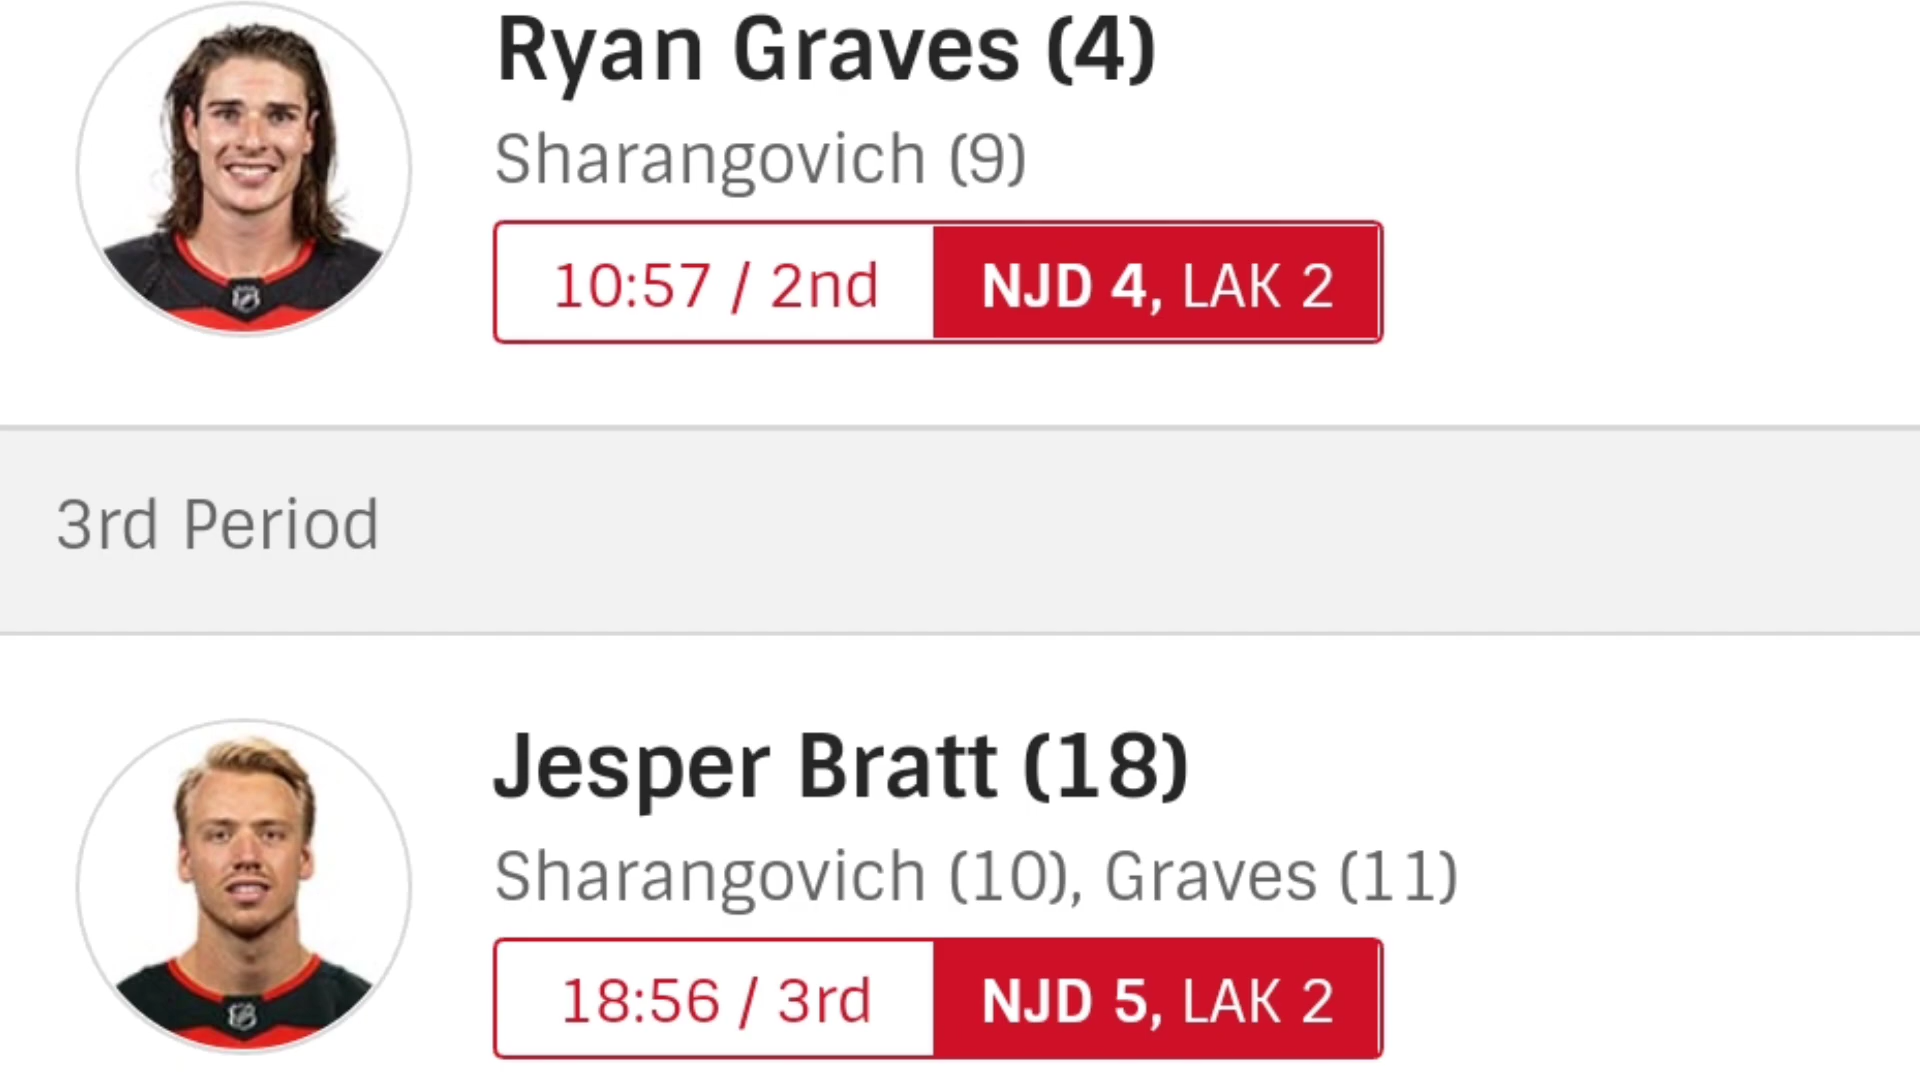 Ryan Graves (4)
Sharangovich (9)
10:57 / 2nd NJD 4, LAK 2
3rd Period
Jesper Bratt (18)
Sharangovich (10), Graves (11)
18:56 / 3rd NJD 5, LAK 2